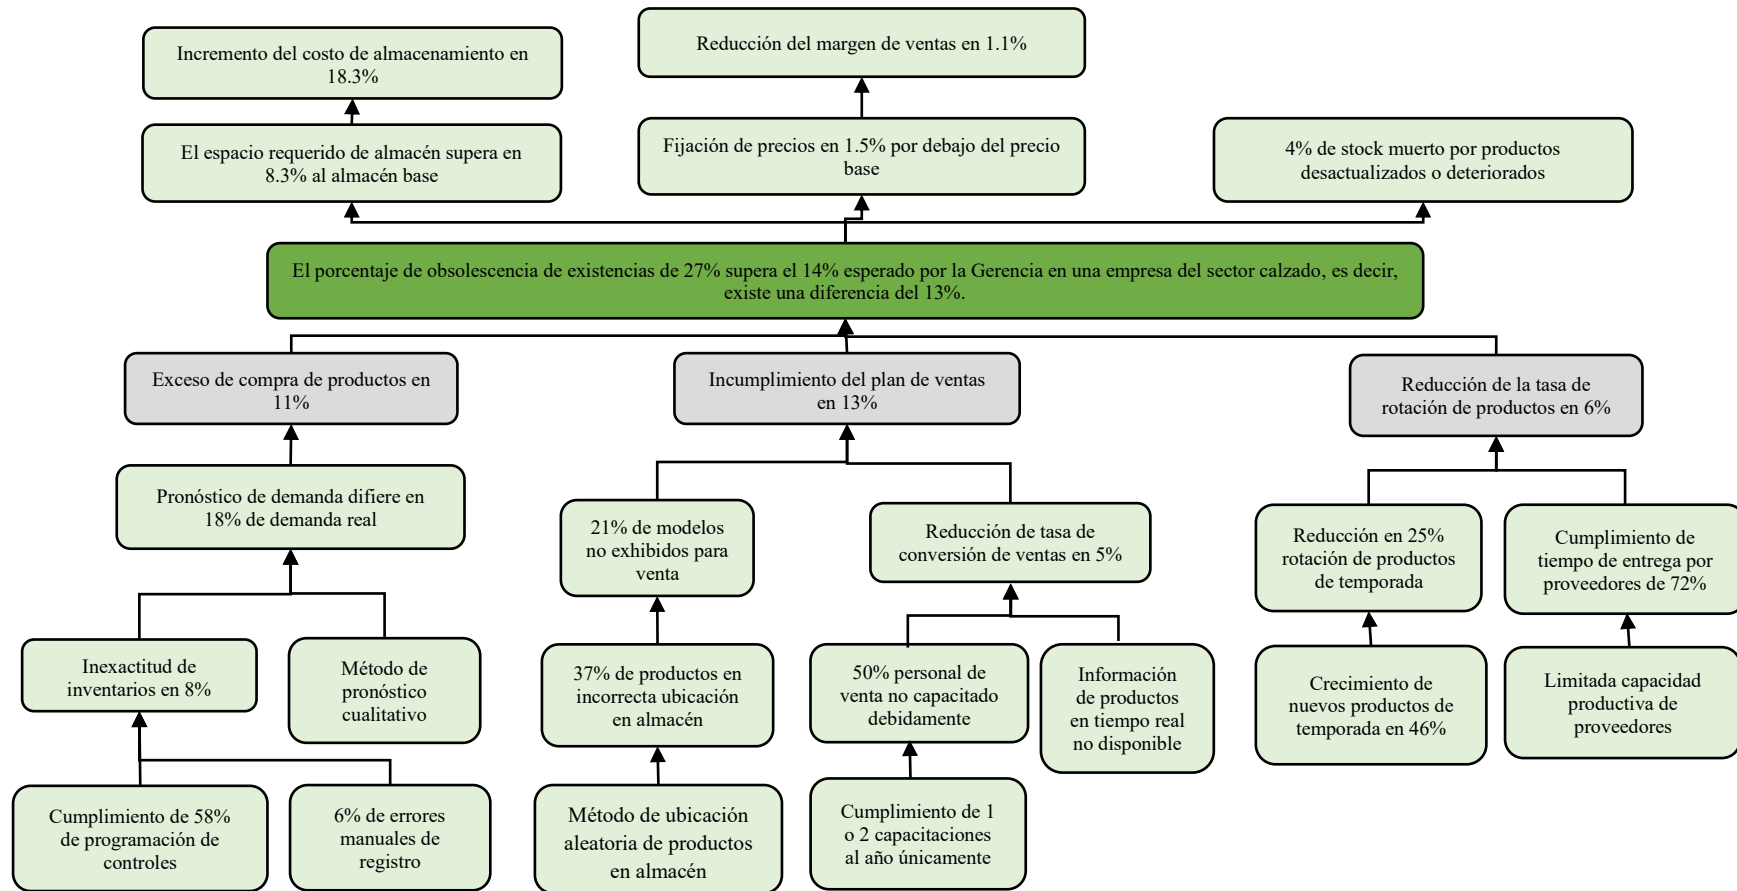 Incremento del costo de almacenamiento en
18.3%
Reducción del margen de ventas en 1.1%
El espacio requerido de almacén supera en
8.3% al almacén base
Fijación de precios en 1.5% por debajo del precio
base
4% de stock muerto por productos
desactualizados o deteriorados
El porcentaje de obsolescencia de existencias de 27% supera el 14% esperado por la Gerencia en una empresa del sector calzado, es decir,
existe una diferencia del 13%.
Exceso de compra de productos en
11%
Incumplimiento del plan de ventas
en 13%
Reducción de la tasa de
rotación de productos en 6%
Pronóstico de demanda difiere en
18% de demanda real
21% de modelos
no exhibidos para
venta
Reducción de tasa de
conversión de ventas en 5%
Reducción en 25%
rotación de productos
de temporada
Cumplimiento de
tiempo de entrega por
proveedores de 72%
Inexactitud de
inventarios en 8%
Método de
pronóstico
cualitativo
37% de productos en
incorrecta ubicación
en almacén
50% personal de
venta no capacitado
debidamente
Información
de productos
en tiempo real
no disponible
Crecimiento de
nuevos productos de
temporada en 46%
Limitada capacidad
productiva de
proveedores
Cumplimiento de 58%
de programación de
controles
6% de errores
manuales de
registro
Método de ubicación
aleatoria de productos
en almacén
Cumplimiento de 1
o 2 capacitaciones
al año únicamente